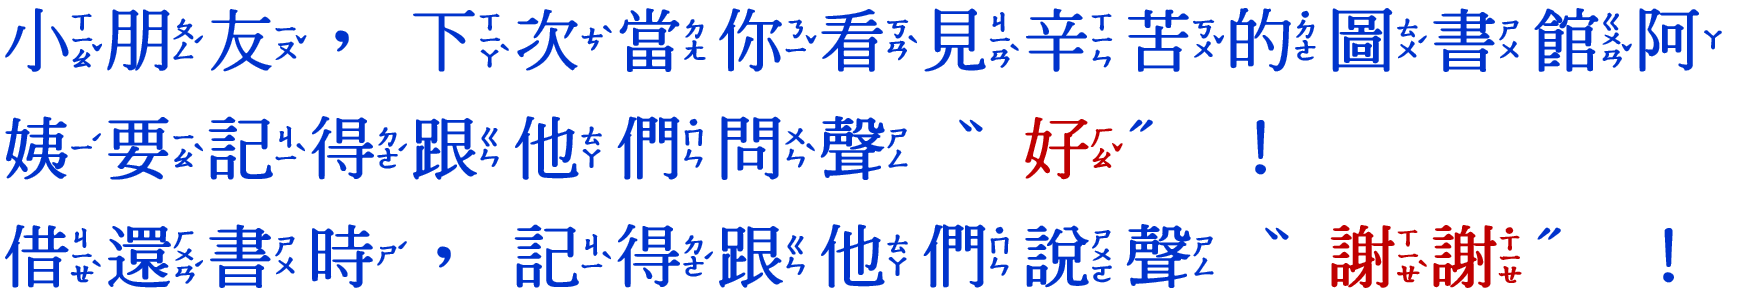 小朋友，下次當你看見辛苦的圖書館阿
姨要記得跟他們問聲〝好〞！
借還書時，記得跟他們說聲〝謝謝〞！